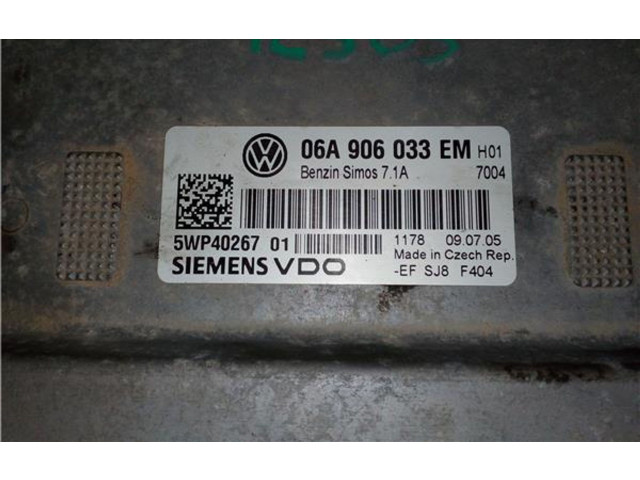 06A 906 033 EM H01
Benzin Simos 7.1A 7004
5WP40267 01 1178 09.07.05
Made in Czech Rep.
SIEMENS VDO -EF SJ8 F404